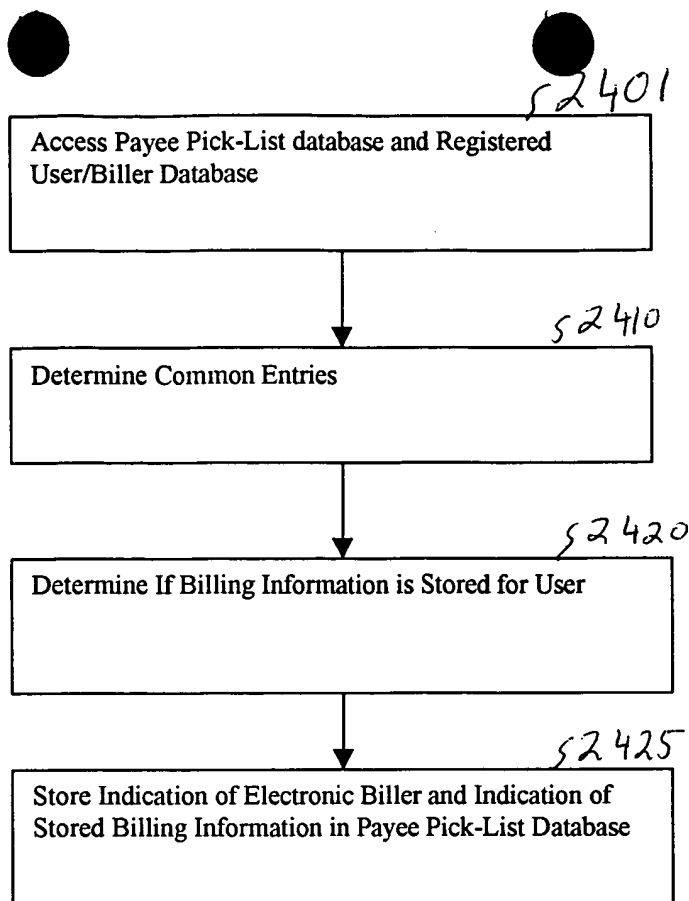 s2401
Access Payee Pick-List database and Registered
User/Biller Database
s2410
Determine Common Entries
s2420
Determine If Billing Information is Stored for User
s2425
Store Indication of Electronic Biller and Indication of
Stored Billing Information in Payee Pick-List Database